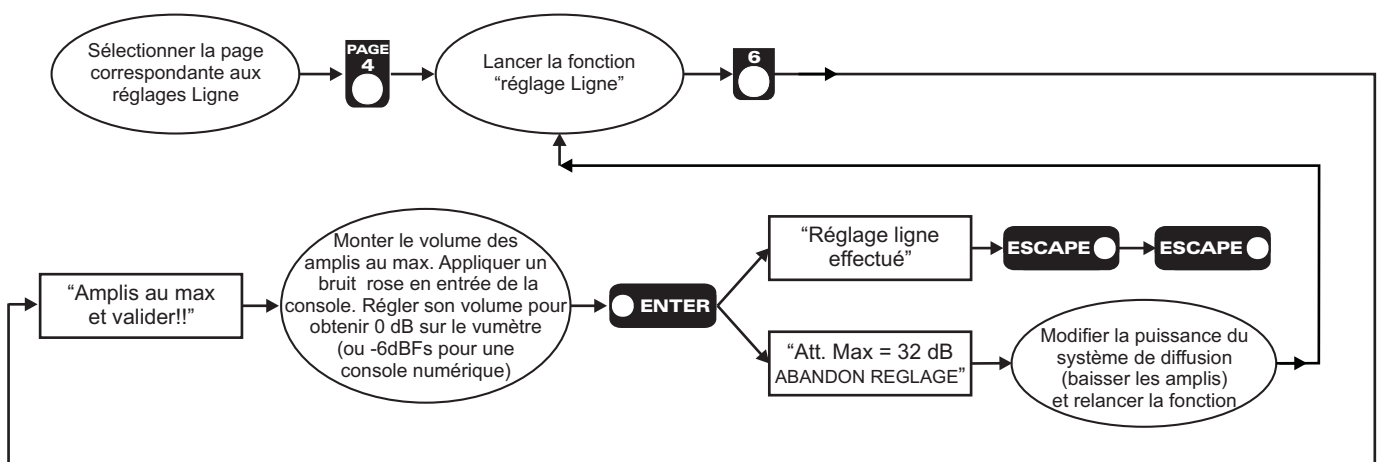 Sélectionner la page
correspondante aux
réglages Ligne
PAGE
4
Lancer la fonction
“réglage Ligne”
6
“Amplis au max
et valider!!”
Monter le volume des
amplis au max. Appliquer un
bruit rose en entrée de la
console. Régler son volume pour
obtenir 0 dB sur le vumètre
(ou -6dBFs pour une
console numérique)
ENTER
“Réglage ligne
effectué”
ESCAPE
ESCAPE
“Att. Max = 32 dB
ABANDON REGLAGE”
Modifier la puissance du
système de diffusion
(baisser les amplis)
et relancer la fonction